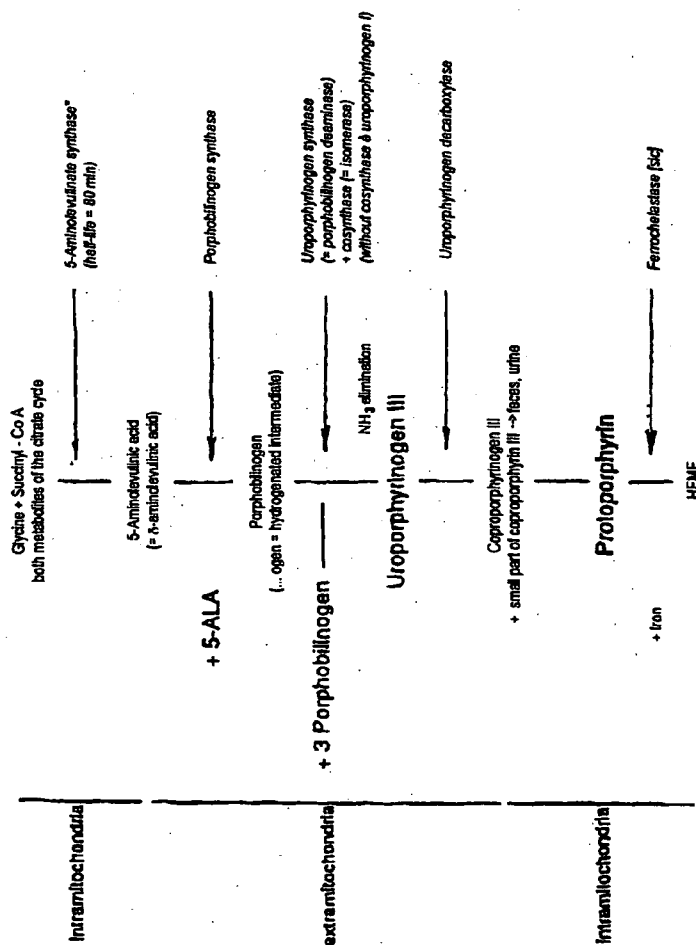 Intramitochondria
Glycine + Succinyl - Co A
both metabolites of the citrate cycle
5-Aminolevulinate synthase*
(half-life = 80 min)
5-Aminolevulinic acid
(= δ-aminolevulinic acid)
extramitochondria
+ 5-ALA
Porphobilinogen synthase
Porphobilinogen
(... ogen = hydrogenated intermediate)
+ 3 Porphobilinogen
Uroporphyrinogen synthase
(= porphobilinogen deaminase)
+ cosynthase (= isomerase)
(without cosynthase è uroporphyrinogen I)
NH3 elimination
Uroporphyrinogen III
Uroporphyrinogen decarboxylase
Coproporphyrinogen III
+ small part of coproporphyrin III → faces, urine
Intramitochondria
Protoporphyrin
+ Iron
Ferrochelastase [sic]
HEME